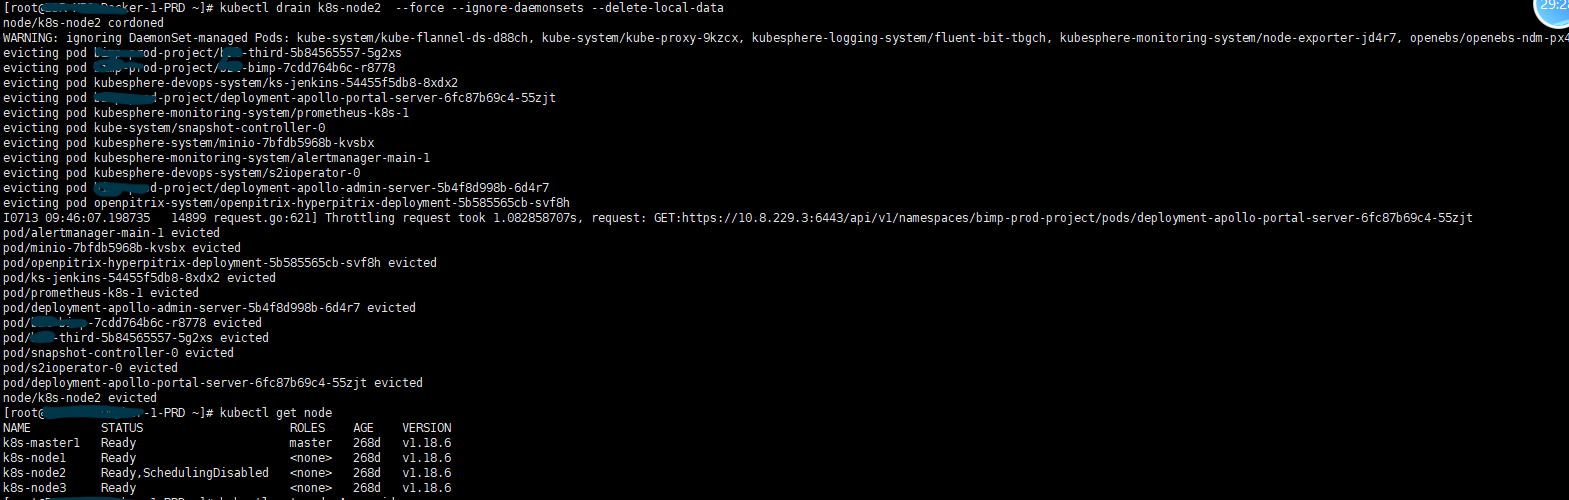 29:2
[root@ -1-PRD ~]# kubectl drain k8s-node2  --force --ignore-daemonsets --delete-local-data
node/k8s-node2 cordoned
WARNING: ignoring DaemonSet-managed Pods: kube-system/kube-flannel-ds-d88ch, kube-system/kube-proxy-9kzcx, kubesphere-logging-system/fluent-bit-tbgch, kubesphere-monitoring-system/node-exporter-jd4r7, openebs/openebs-ndm-px4
evicting pod -prod-project/ -third-5b84565557-5g2xs
evicting pod -prod-project/ -bimp-7cdd764b6c-r8778
evicting pod kubesphere-devops-system/ks-jenkins-54455f5db8-8xdx2
evicting pod d-project/deployment-apollo-portal-server-6fc87b69c4-55zjt
evicting pod kubesphere-monitoring-system/prometheus-k8s-1
evicting pod kube-system/snapshot-controller-0
evicting pod kubesphere-system/minio-7bfdb5968b-kvsbx
evicting pod kubesphere-monitoring-system/alertmanager-main-1
evicting pod kubesphere-devops-system/s2ioperator-0
evicting pod d-project/deployment-apollo-admin-server-5b4f8d998b-6d4r7
evicting pod openpitrix-system/openpitrix-hyperpitrix-deployment-5b585565cb-svf8h
I0713 09:46:07.198735   14899 request.go:621] Throttling request took 1.082858707s, request: GET:https://10.8.229.3:6443/api/v1/namespaces/bimp-prod-project/pods/deployment-apollo-portal-server-6fc87b69c4-55zjt
pod/alertmanager-main-1 evicted
pod/minio-7bfdb5968b-kvsbx evicted
pod/openpitrix-hyperpitrix-deployment-5b585565cb-svf8h evicted
pod/ks-jenkins-54455f5db8-8xdx2 evicted
pod/prometheus-k8s-1 evicted
pod/deployment-apollo-admin-server-5b4f8d998b-6d4r7 evicted
pod/ -7cdd764b6c-r8778 evicted
pod/ -third-5b84565557-5g2xs evicted
pod/snapshot-controller-0 evicted
pod/s2ioperator-0 evicted
pod/deployment-apollo-portal-server-6fc87b69c4-55zjt evicted
node/k8s-node2 evicted
[root@ -1-PRD ~]# kubectl get node
NAME          STATUS                     ROLES    AGE    VERSION
k8s-master1   Ready                      master   268d   v1.18.6
k8s-node1     Ready                      <none>   268d   v1.18.6
k8s-node2     Ready,SchedulingDisabled   <none>   268d   v1.18.6
k8s-node3     Ready                      <none>   268d   v1.18.6